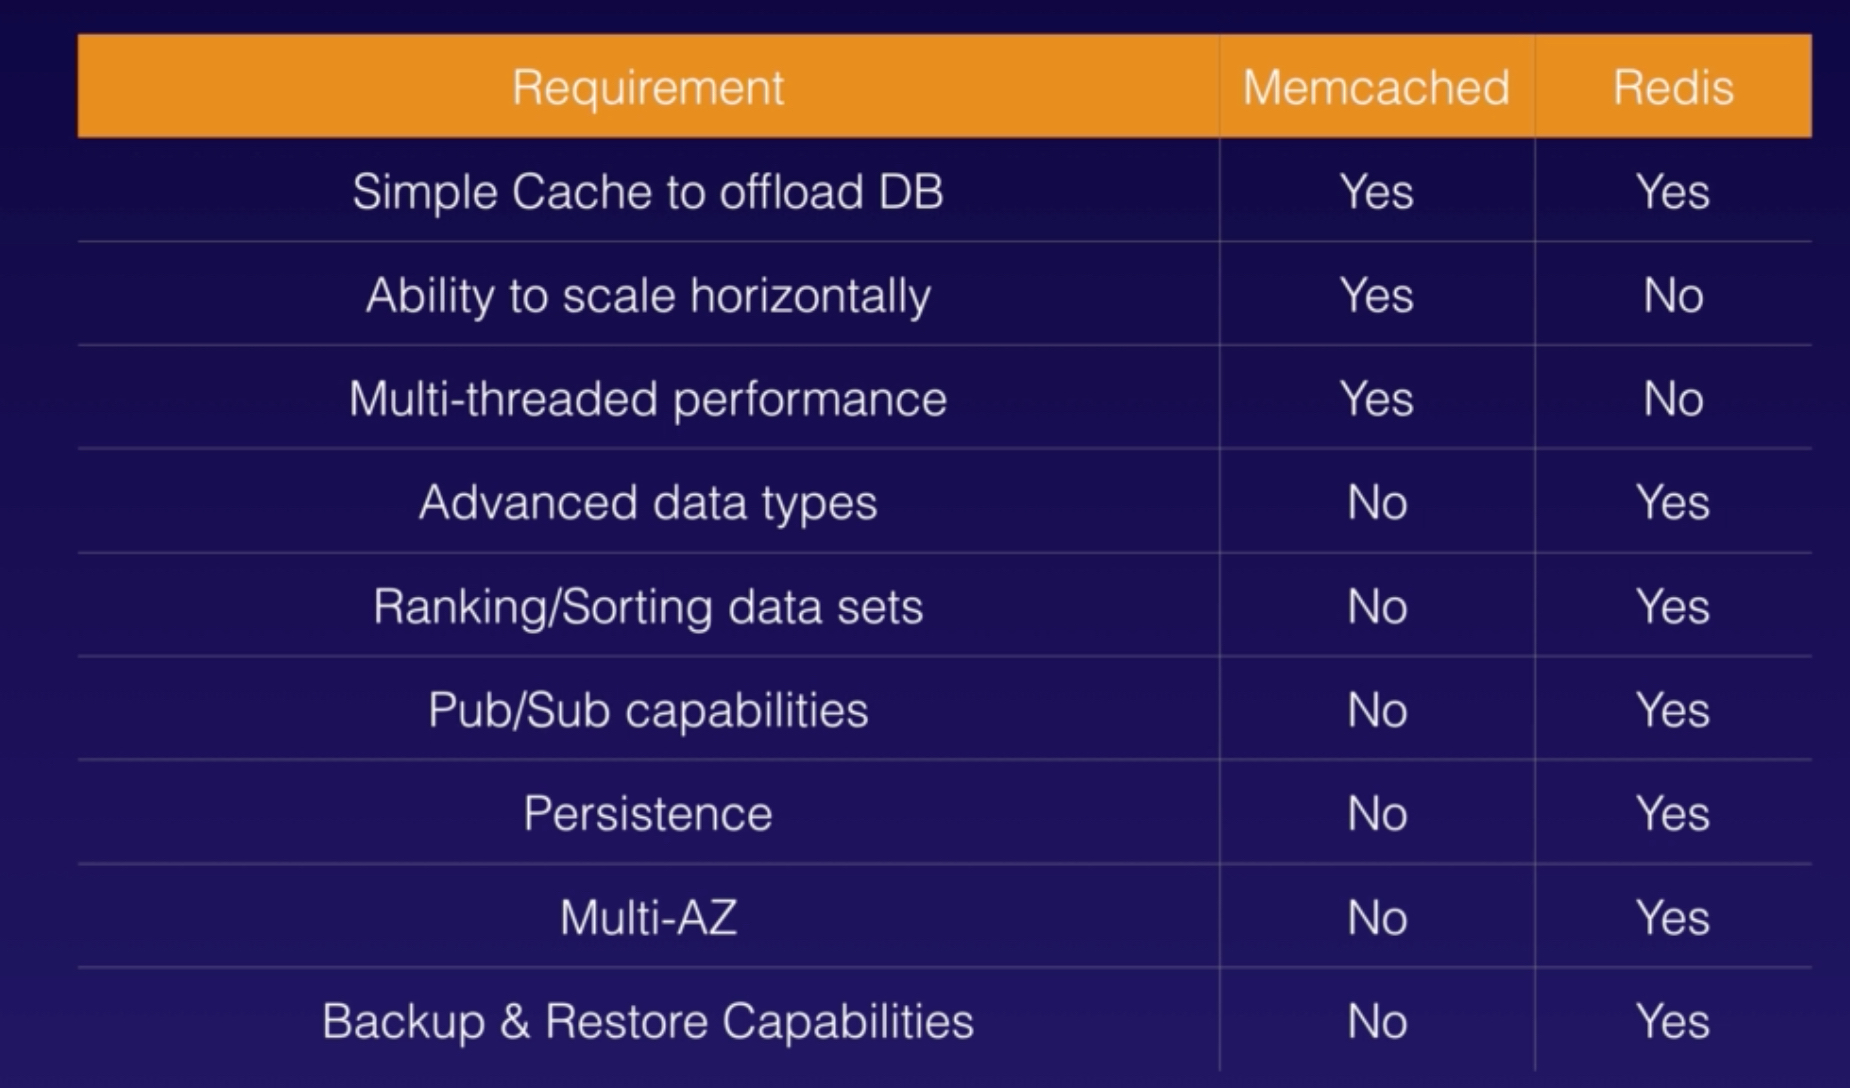 Requirement Memcached Redis
Simple Cache to offload DB Yes Yes
Ability to scale horizontally Yes No
Multi-threaded performance Yes No
Advanced data types No Yes
Ranking/Sorting data sets No Yes
Pub/Sub capabilities No Yes
Persistence No Yes
Multi-AZ No Yes
Backup & Restore Capabilities No Yes